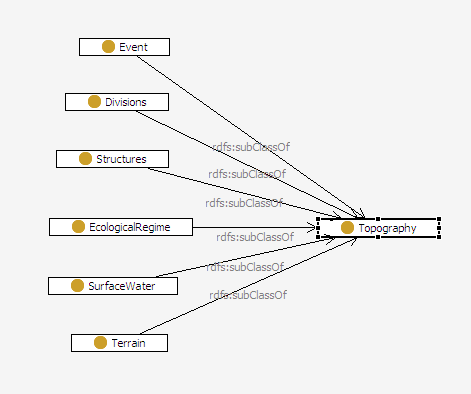 Event
Divisions
rdfs:subClassOf
Structures
rdfs:subClassOf
rdfs:subClassOf
EcologicalRegime
Topography
rdfs:subClassOf
rdfs:subClassOf
SurfaceWater
rdfs:subClassOf
Terrain